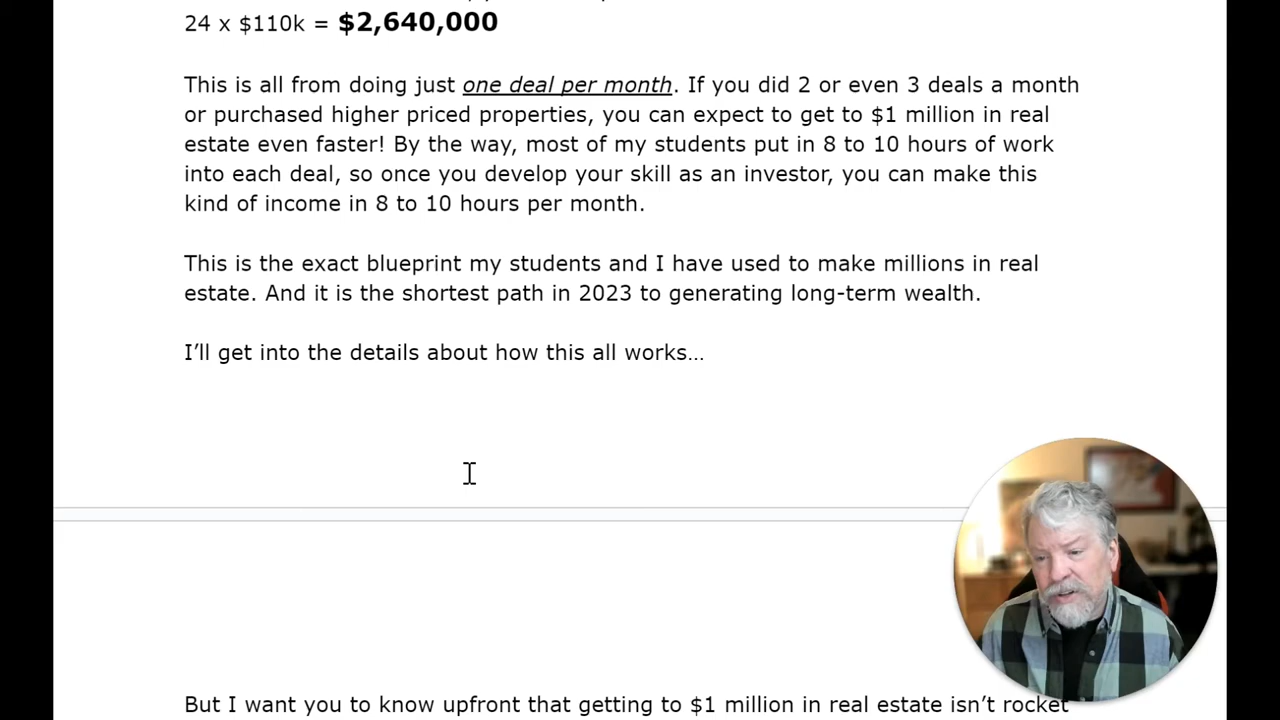 24 x $110k = $2,640,000
This is all from doing just one deal per month. If you did 2 or even 3 deals a month
or purchased higher priced properties, you can expect to get to $1 million in real
estate even faster! By the way, most of my students put in 8 to 10 hours of work
into each deal, so once you develop your skill as an investor, you can make this
kind of income in 8 to 10 hours per month.
This is the exact blueprint my students and I have used to make millions in real
estate. And it is the shortest path in 2023 to generating long-term wealth.
I’ll get into the details about how this all works…
But I want you to know upfront that getting to $1 million in real estate isn’t rocket